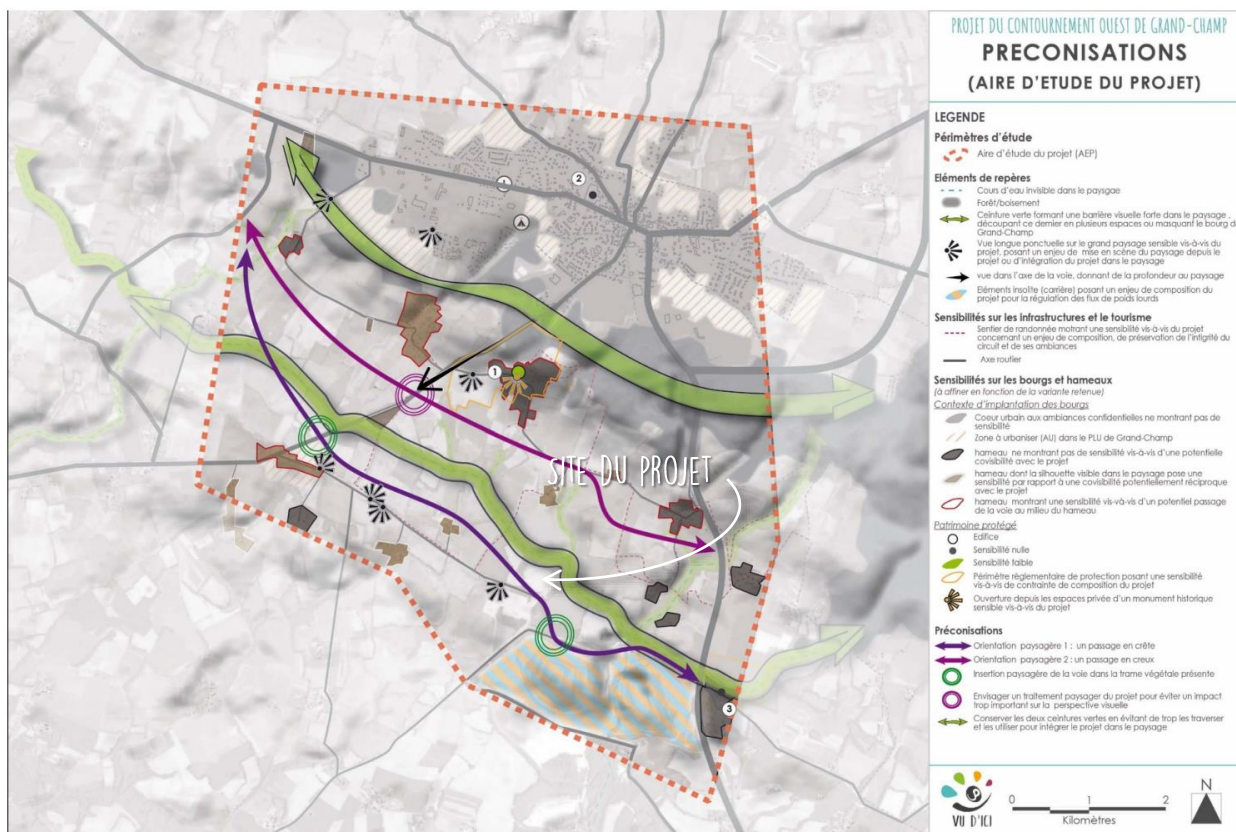 PROJET DU CONTOURNEMENT OUEST DE GRAND-CHAMP
PRECONISATIONS
(AIRE D'ETUDE DU PROJET)
LEGENDE
Périmètres d'étude
Aire d'étude du projet (AEP)
Eléments de repères
Cours d'eau invisible dans le paysgae
Forêt/boisement
Ceinture verte formant une barrière visuelle forte dans le paysage ,
découpant ce dernier en plusieurs espaces ou masquant le bourg de
Grand-Champ
Vue longue ponctuelle sur le grand paysage sensible vis-à-vis du
projet, posant un enjeu de mise en scène du paysage depuis le
projet ou d'intégration du projet dans le paysage
vue dans l'axe de la voie, donnant de la profondeur au paysage
Eléments insolite (carrière) posant un enjeu de composition du
projet pour la régulation des flux de poids lourds
Sensibilités sur les infrastructures et le tourisme
Sentier de randonnée motrant une sensibilité vis-à-vis du projet
concernant un enjeu de composition, de préservation de l'intigrité du
circuit et de ses ambiances
Axe routier
Sensibilités sur les bourgs et hameaux
(à affiner en fonction de la variante retenue)
Contexte d'implantation des bourgs
Coeur urbain aux ambiances confidentielles ne montrant pas de
sensibilité
Zone à urbaniser (AU) dans le PLU de Grand-Champ
hameau ne montrant pas de sensibilité vis-à-vis d'une potentielle
covisibilité avec le projet
hameau dont la silhouette visible dans le paysage pose une
sensibilité par rapport à une covisibilité potentiellement réciproque
avec le projet
hameau montrant une sensibilité vis-và-vis d'un potentiel passage
de la voie au milieu du hameau
Patrimoine protégé
Edifice
Sensibilité nulle
Sensibilité faible
Périmètre règlementaire de protection posant une sensibilité
vis-à-vis de contrainte de composition du projet
Ouverture depuis les espaces privée d'un monument historique
sensible vis-à-vis du projet
Préconisations
Orientation paysagère 1 : un passage en crête
Orientation paysagère 2 : un passage en creux
Insertion paysagère de la voie dans la trame végétale présente
Envisager un traitement paysager du projet pour éviter un impact
trop important sur la perspective visuelle
Conserver les deux ceintures vertes en évitant de trop les traverser
et les utiliser pour intégrer le projet dans le paysage
VU D'ICI
0 1 2
Kilomètres
N
2
1
SITE DU PROJET
3